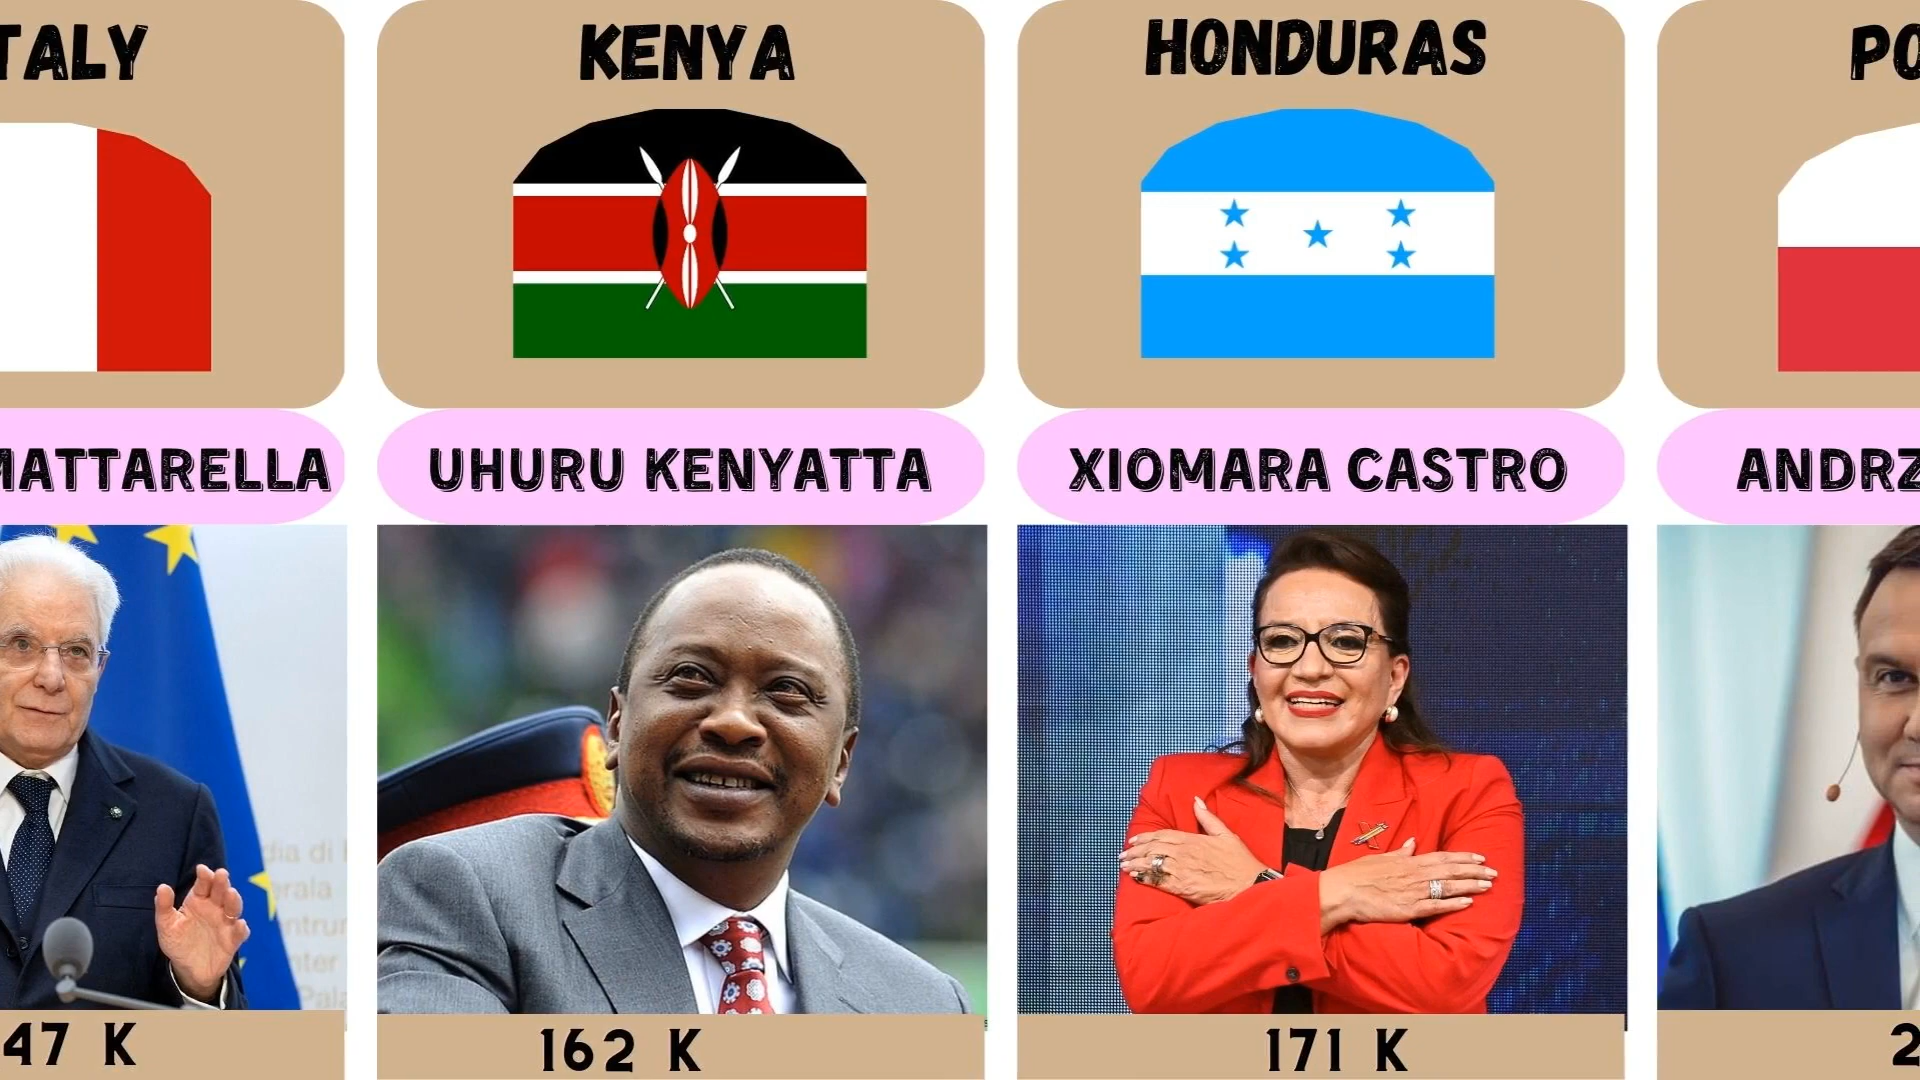 TALY
KENYA
HONDURAS
PO
MATTARELLA
UHURU KENYATTA
XIOMARA CASTRO
ANDRZ
47 K
162 K
171 K
2